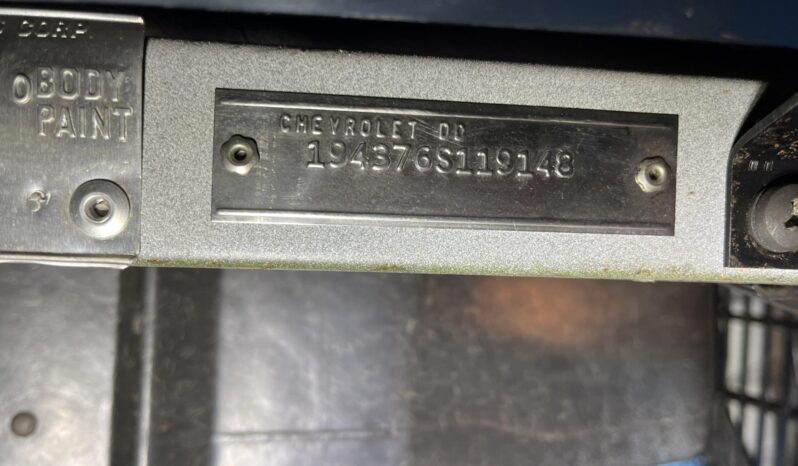 CORP.
O BODY
PAINT
CHEVROLET DD
194376S119148